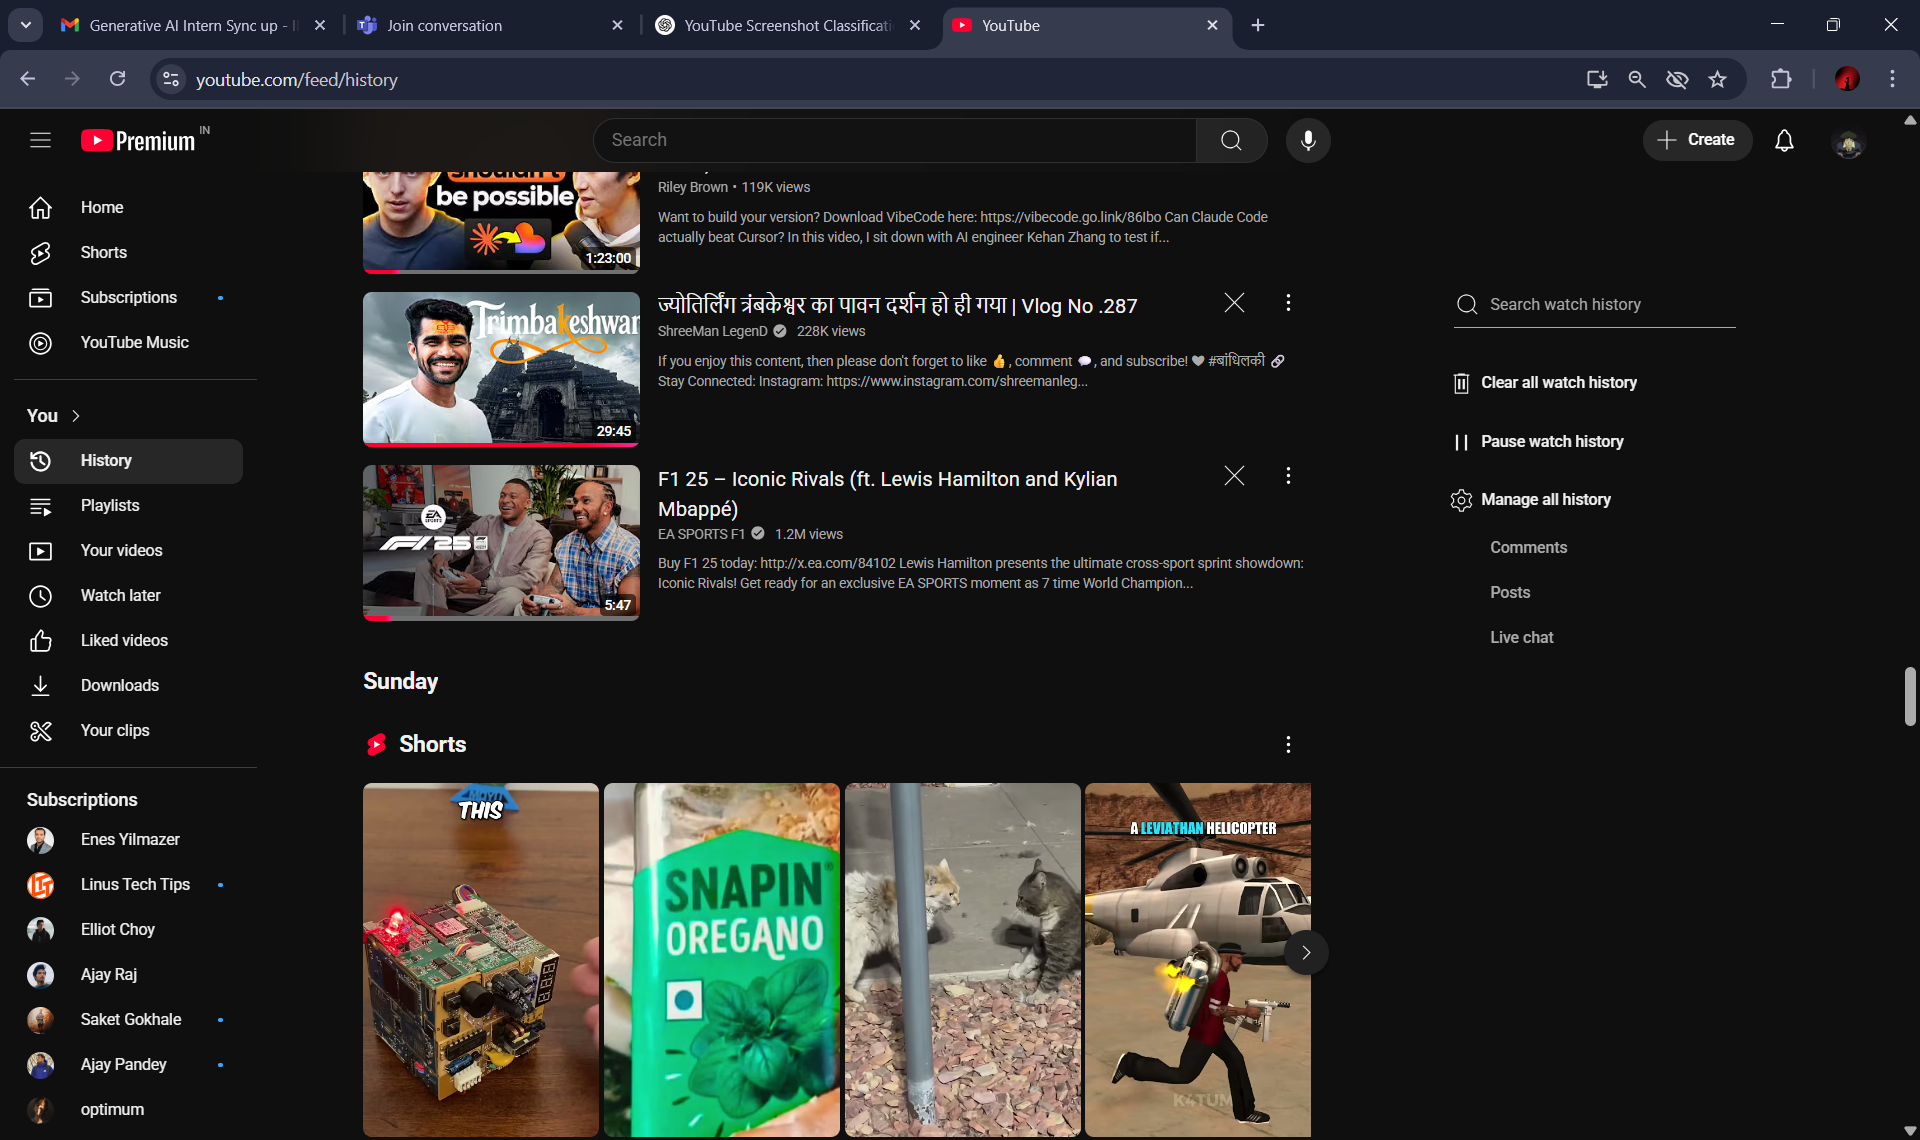 Generative AI Intern Sync up - I
Join conversation
YouTube Screenshot Classificati
YouTube
youtube.com/feed/history
Premium IN
Search
Create
Home
Shorts
Subscriptions
YouTube Music
You
History
Playlists
Your videos
Watch later
Liked videos
Downloads
Your clips
Subscriptions
Enes Yilmazer
Linus Tech Tips
Elliot Choy
Ajay Raj
Saket Gokhale
Ajay Pandey
optimum
be possible
1:23:00
Riley Brown • 119K views
Want to build your version? Download VibeCode here: https://vibecode.go.link/86Ibo Can Claude Code
actually beat Cursor? In this video, I sit down with AI engineer Kehan Zhang to test if...
Trimbakeshwar
29:45
ज्योतिर्लिंग त्रंबकेश्वर का पावन दर्शन हो ही गया | Vlog No .287
ShreeMan LegenD 228K views
If you enjoy this content, then please don't forget to like 👍, comment 💬, and subscribe! 🖤 #बांधिलकी 🔗
Stay Connected: Instagram: https://www.instagram.com/shreemanleg...
EA SPORTS
F1 25
5:47
F1 25 – Iconic Rivals (ft. Lewis Hamilton and Kylian
Mbappé)
EA SPORTS F1 1.2M views
Buy F1 25 today: http://x.ea.com/84102 Lewis Hamilton presents the ultimate cross-sport sprint showdown:
Iconic Rivals! Get ready for an exclusive EA SPORTS moment as 7 time World Champion...
Search watch history
Clear all watch history
Pause watch history
Manage all history
Comments
Posts
Live chat
Sunday
Shorts
THIS
SNAPIN®
OREGANO
A LEVIATHAN HELICOPTER
K4TUM